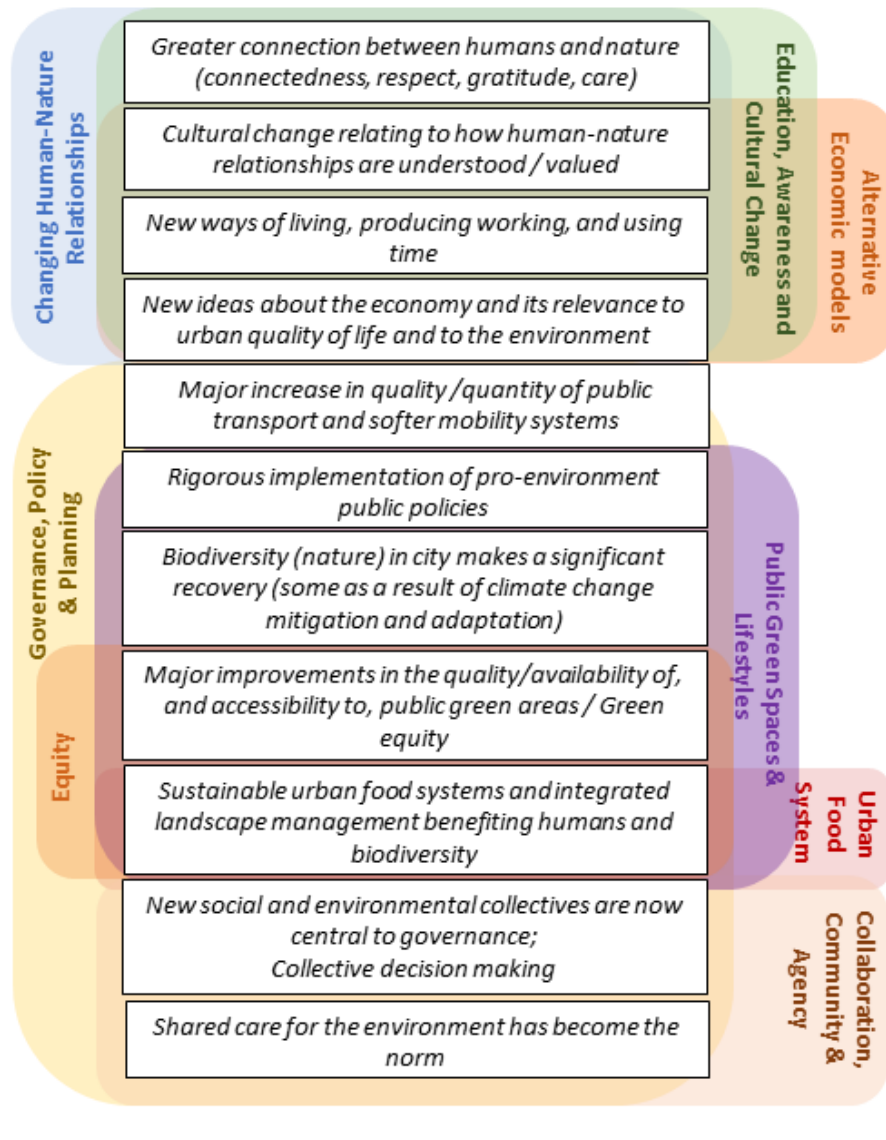 Changing Human-Nature
Relationships
Greater connection between humans and nature
(connectedness, respect, gratitude, care)
Cultural change relating to how human-nature
relationships are understood / valued
New ways of living, producing working, and using
time
New ideas about the economy and its relevance to
urban quality of life and to the environment
Education, Awareness and
Cultural Change
Alternative
Economic models
Governance, Policy
& Planning
Major increase in quality /quantity of public
transport and softer mobility systems
Rigorous implementation of pro-environment
public policies
Biodiversity (nature) in city makes a significant
recovery (some as a result of climate change
mitigation and adaptation)
Public Green Spaces &
Lifestyles
Equity
Major improvements in the quality/availability of,
and accessibility to, public green areas / Green
equity
Sustainable urban food systems and integrated
landscape management benefiting humans and
biodiversity
Urban
Food
System
New social and environmental collectives are now
central to governance;
Collective decision making
Shared care for the environment has become the
norm
Collaboration,
Community &
Agency